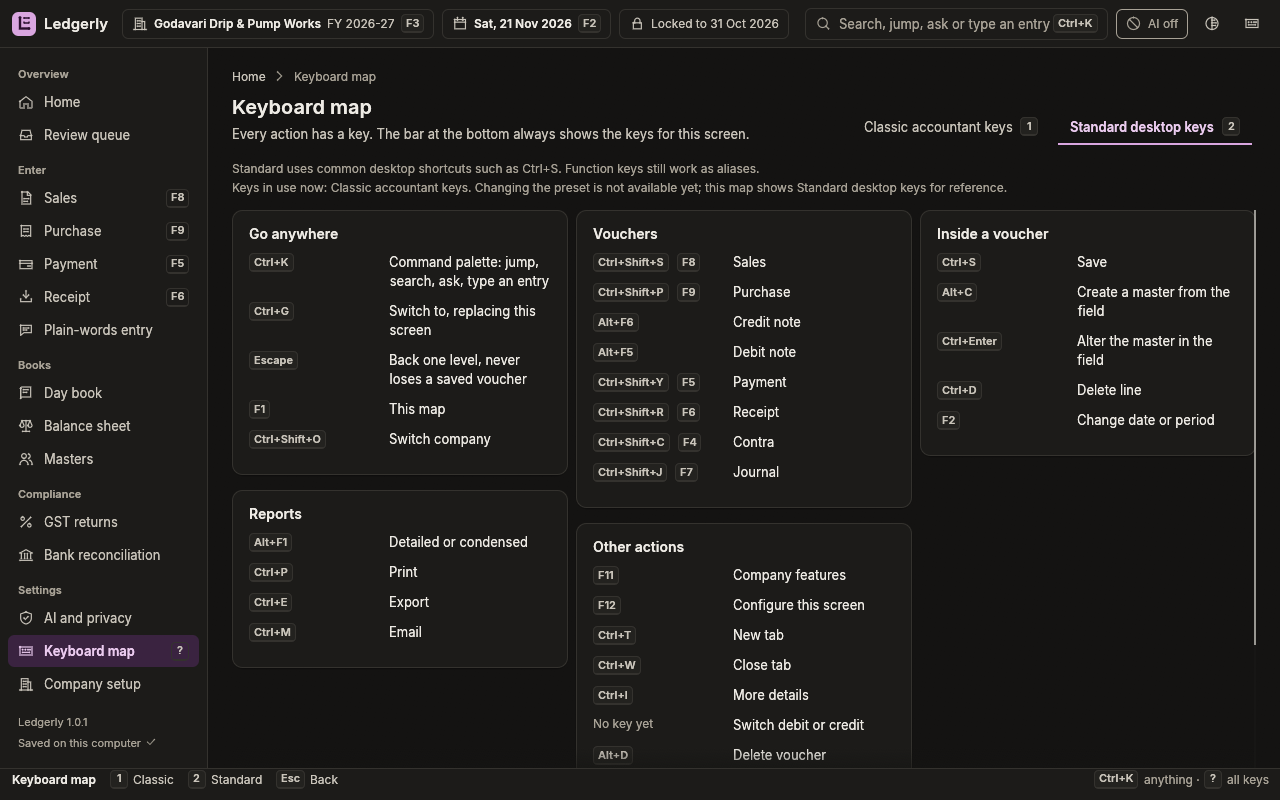 Ledgerly
Godavari Drip & Pump Works FY 2026-27 F3
Sat, 21 Nov 2026 F2
Locked to 31 Oct 2026
Search, jump, ask or type an entry Ctrl+K
AI off
Overview
Home
Review queue
Enter
Sales F8
Purchase F9
Payment F5
Receipt F6
Plain-words entry
Books
Day book
Balance sheet
Masters
Compliance
GST returns
Bank reconciliation
Settings
AI and privacy
Keyboard map ?
Company setup
Ledgerly 1.0.1
Saved on this computer
Home > Keyboard map
Keyboard map
Every action has a key. The bar at the bottom always shows the keys for this screen.
Classic accountant keys 1
Standard desktop keys 2
Standard uses common desktop shortcuts such as Ctrl+S. Function keys still work as aliases.
Keys in use now: Classic accountant keys. Changing the preset is not available yet; this map shows Standard desktop keys for reference.
Go anywhere
Ctrl+K Command palette: jump,
search, ask, type an entry
Ctrl+G Switch to, replacing this
screen
Escape Back one level, never
loses a saved voucher
F1 This map
Ctrl+Shift+O Switch company
Reports
Alt+F1 Detailed or condensed
Ctrl+P Print
Ctrl+E Export
Ctrl+M Email
Vouchers
Ctrl+Shift+S F8 Sales
Ctrl+Shift+P F9 Purchase
Alt+F6 Credit note
Alt+F5 Debit note
Ctrl+Shift+Y F5 Payment
Ctrl+Shift+R F6 Receipt
Ctrl+Shift+C F4 Contra
Ctrl+Shift+J F7 Journal
Other actions
F11 Company features
F12 Configure this screen
Ctrl+T New tab
Ctrl+W Close tab
Ctrl+I More details
No key yet Switch debit or credit
Alt+D Delete voucher
Inside a voucher
Ctrl+S Save
Alt+C Create a master from the
field
Ctrl+Enter Alter the master in the
field
Ctrl+D Delete line
F2 Change date or period
Keyboard map 1 Classic 2 Standard Esc Back
Ctrl+K anything · ? all keys